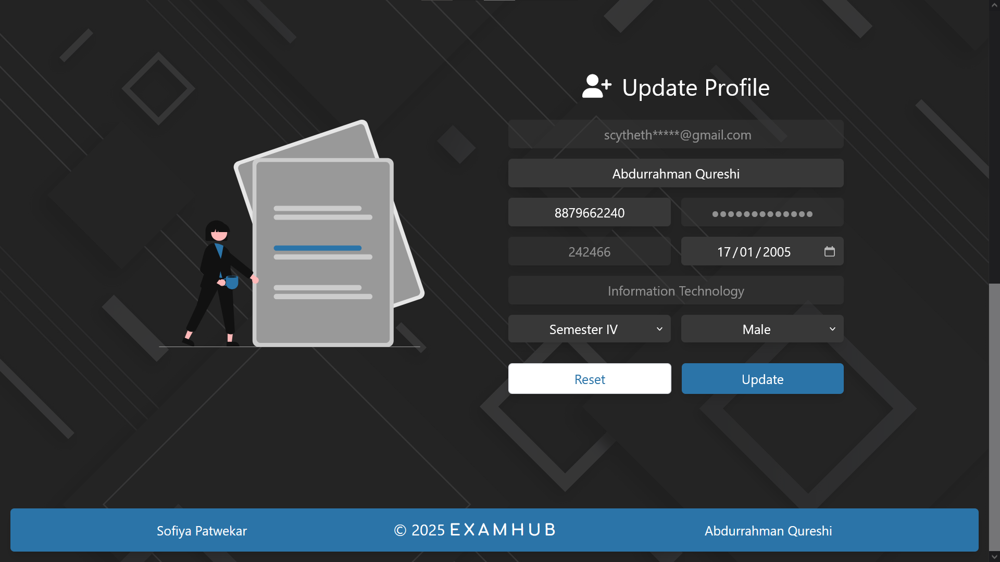 Update Profile
scytheth*****@gmail.com
Abdurrahman Qureshi
8879662240 ●●●●●●●●●●●●●
242466 17/01/2005
Information Technology
Semester IV Male
Reset Update
Sofiya Patwekar © 2025 EXAMHUB Abdurrahman Qureshi